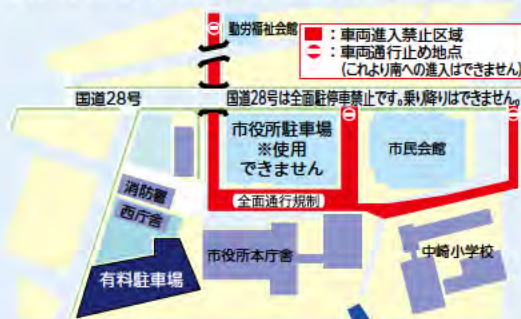 勤労福祉会館
：車両進入禁止区域
：車両通行止め地点
(これより南への進入はできません)
国道28号
国道28号は全面駐停車禁止です。乗り降りはできません。
市役所駐車場
※使用
できません
市民会館
消防署
西庁舎
全面通行規制
有料駐車場
市役所本庁舎
中崎小学校